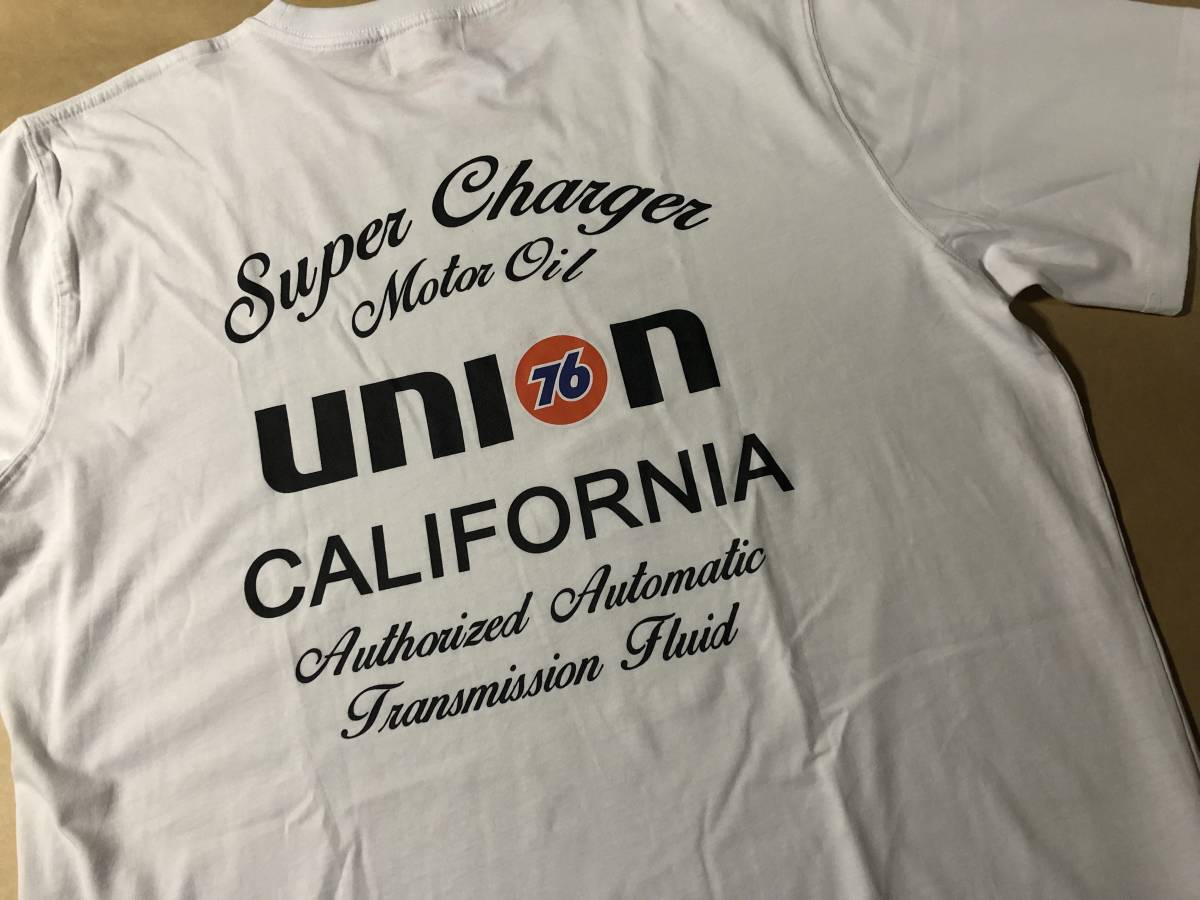 Super Charger
Motor Oil
uni76n
CALIFORNIA
Authorized Automatic
Transmission Fluid